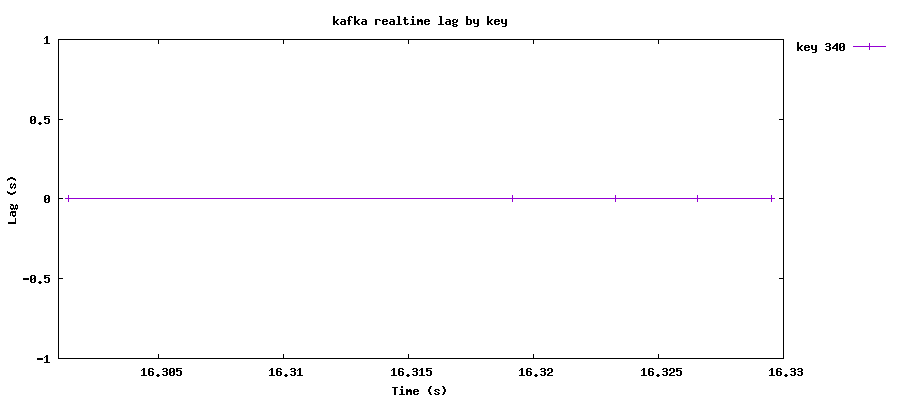 kafka realtime lag by key
key 340
1
0.5
0
-0.5
-1
Lag (s)
16.305 16.31 16.315 16.32 16.325 16.33
Time (s)